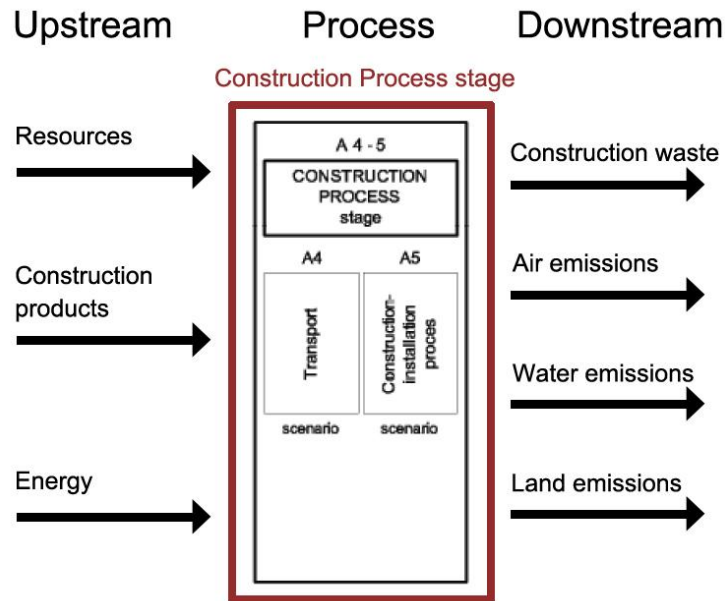 Upstream
Process
Downstream
Construction Process stage
Resources
Construction
products
Energy
A 4 - 5
CONSTRUCTION
PROCESS
stage
A4
A5
Transport
Construction-
installation
proces
scenario
scenario
Construction waste
Air emissions
Water emissions
Land emissions